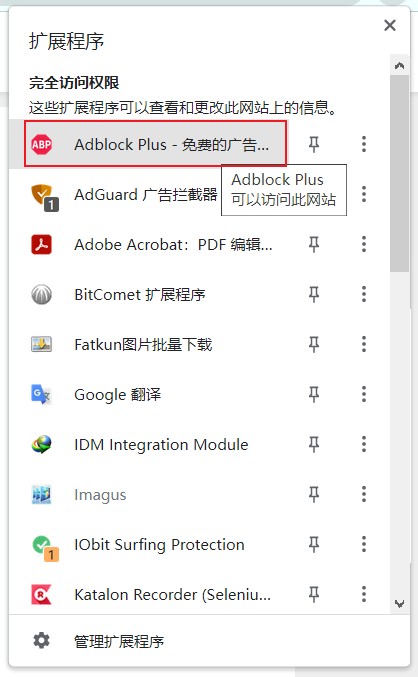 扩展程序
完全访问权限
这些扩展程序可以查看和更改此网站上的信息。
ABP Adblock Plus - 免费的广告...
Adblock Plus
可以访问此网站
1 AdGuard 广告拦截器
Adobe Acrobat：PDF 编辑...
BitComet 扩展程序
Fatkun图片批量下载
Google 翻译
IDM Integration Module
Imagus
1 IObit Surfing Protection
Katalon Recorder (Seleniu...
管理扩展程序